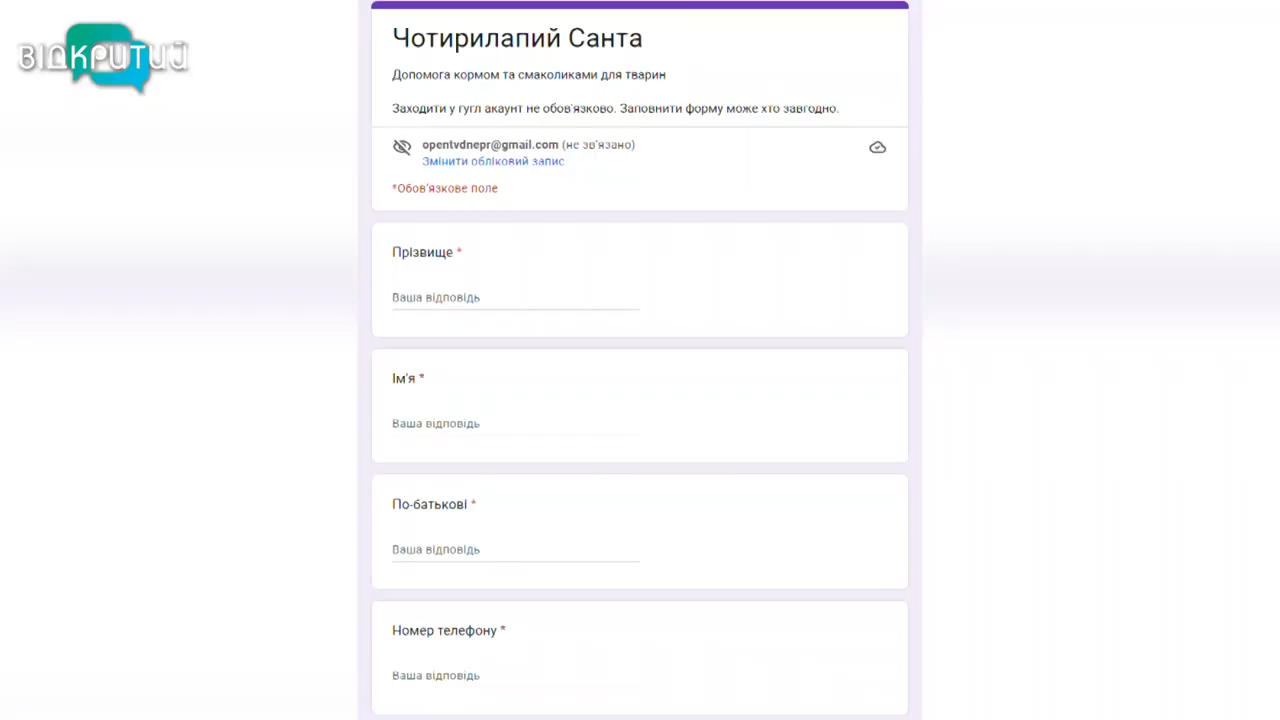 ВІДКРИТИЙ
Чотирилапий Санта
Допомога кормом та смаколиками для тварин
Заходити у гугл акаунт не обов'язково. Заповнити форму може хто завгодно.
opentvdnepr@gmail.com (не зв'язано)
Змінити обліковий запис
*Обов'язкове поле
Прізвище *
Ваша відповідь
Ім'я *
Ваша відповідь
По-батькові *
Ваша відповідь
Номер телефону *
Ваша відповідь